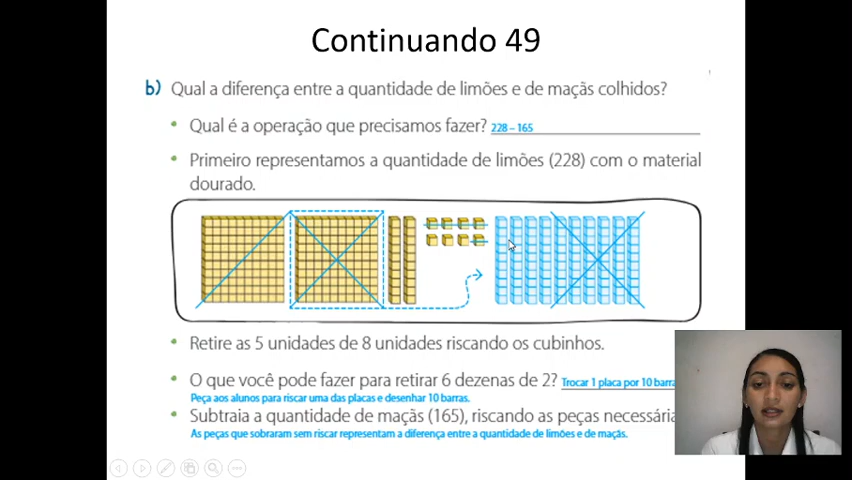 Continuando 49
b) Qual a diferença entre a quantidade de limões e de maçãs colhidos?
• Qual é a operação que precisamos fazer? 228 – 165
• Primeiro representamos a quantidade de limões (228) com o material
dourado.
• Retire as 5 unidades de 8 unidades riscando os cubinhos.
• O que você pode fazer para retirar 6 dezenas de 2? Trocar 1 placa por 10 barra
Peça aos alunos para riscar uma das placas e desenhar 10 barras.
• Subtraia a quantidade de maçãs (165), riscando as peças necessária
As peças que sobraram sem riscar representam a diferença entre a quantidade de limões e de maçãs.